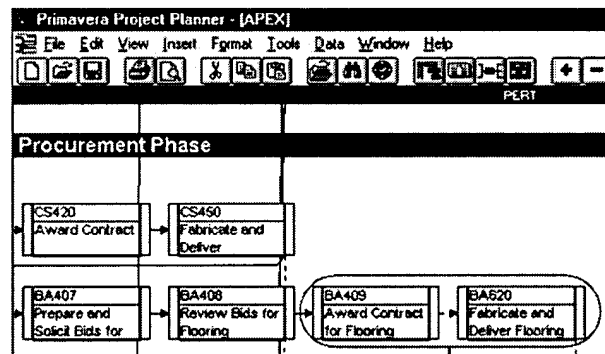 Primavera Project Planner - [APEX]
File Edit View Insert Format Tools Data Window Help
PERT
Procurement Phase
CS420
Award Contract
CS450
Fabricate and
Deliver
BA407
Prepare and
Solicit Bids for
BA408
Review Bids for
Flooring
BA409
Award Contract
for Flooring
BA620
Fabricate and
Deliver Flooring